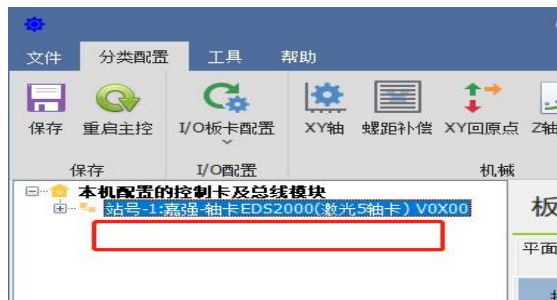 文件 分类配置 工具 帮助
保存 重启主控 I/O板卡配置 XY轴 螺距补偿 XY回原点 Z轴
保存 I/O配置 机械
本机配置的控制卡及总线模块
站号-1:嘉强-轴卡EDS2000(激光5轴卡) V0X00
板
平面